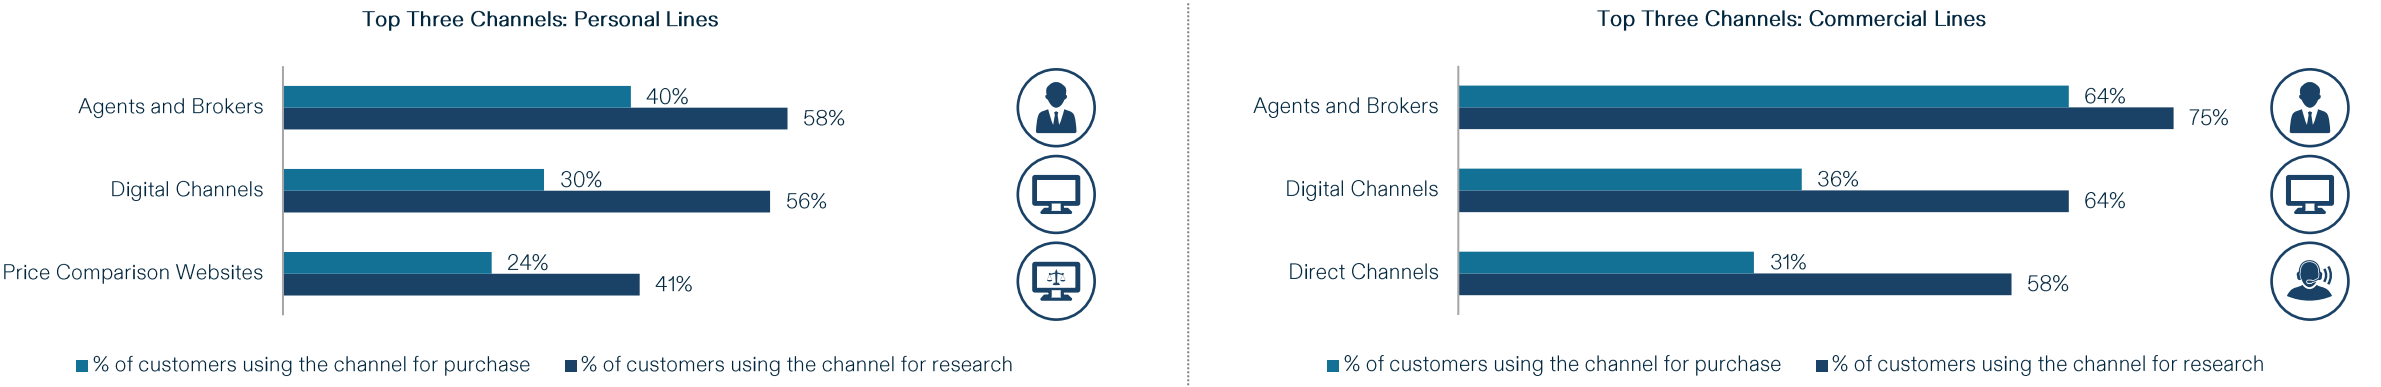 Top Three Channels: Personal Lines
Agents and Brokers
40%
58%
Digital Channels
30%
56%
Price Comparison Websites
24%
41%
% of customers using the channel for purchase
% of customers using the channel for research
Top Three Channels: Commercial Lines
Agents and Brokers
64%
75%
Digital Channels
36%
64%
Direct Channels
31%
58%
% of customers using the channel for purchase
% of customers using the channel for research